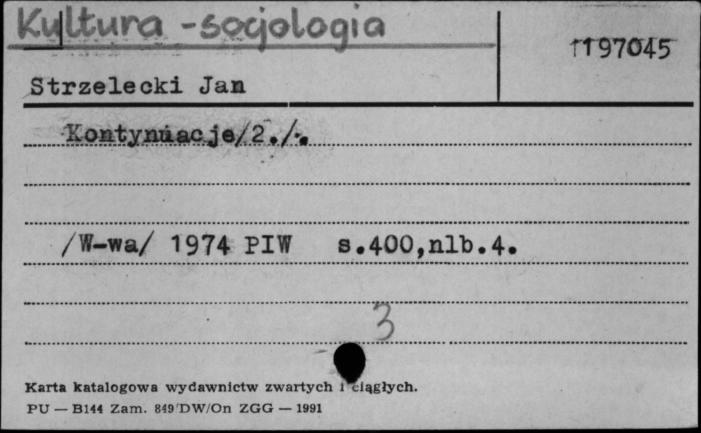 Kultura - socjologia
1197045
Strzelecki Jan
Kontynuacje/2./.
/W-wa/ 1974 PIW s.400,nlb.4.
3
Karta katalogowa wydawnictw zwartych i ciągłych.
PU — B144 Zam. 849/DW/On ZGG — 1991